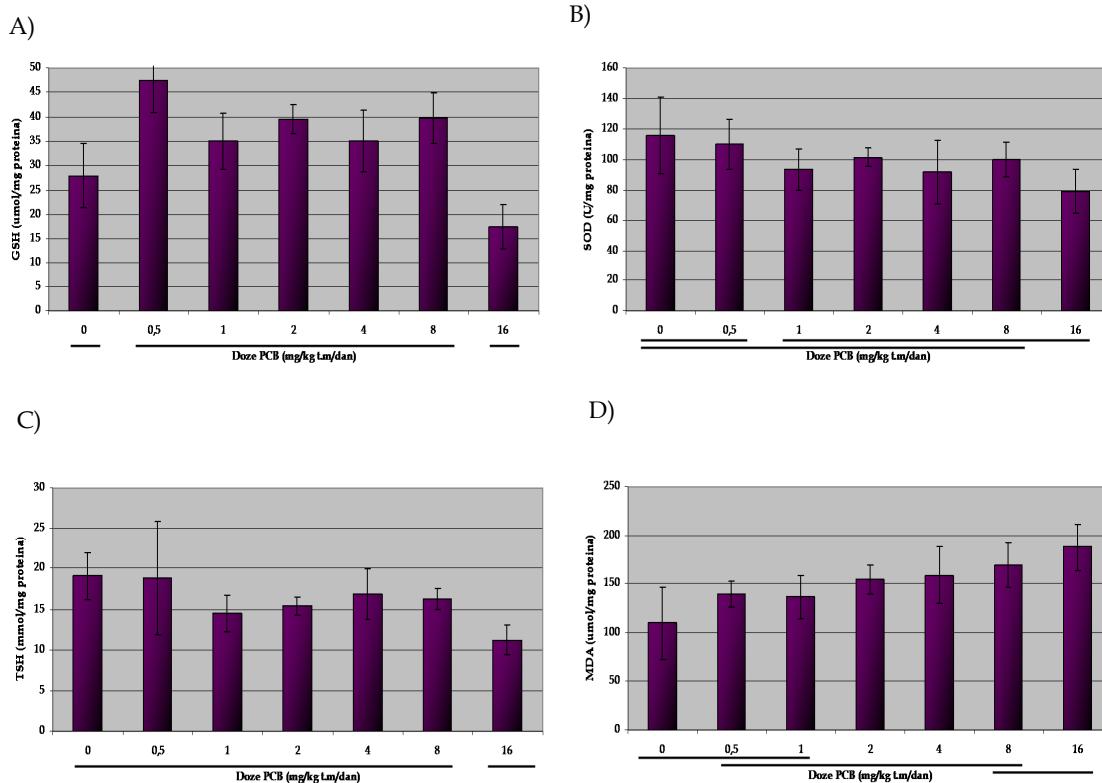 A)
GSH (umol/mg proteina)
50
45
40
35
30
25
20
15
10
5
0
0 0,5 1 2 4 8 16
Doze PCB (mg/kg t.m/dan)
B)
SOD (U/mg proteina)
160
140
120
100
80
60
40
20
0
0 0,5 1 2 4 8 16
Doze PCB (mg/kg t.m/dan)
C)
TSH (mmol/mg proteina)
30
25
20
15
10
5
0
0 0,5 1 2 4 8 16
Doze PCB (mg/kg t.m/dan)
D)
MDA (umol/mg proteina)
250
200
150
100
50
0
0 0,5 1 2 4 8 16
Doze PCB (mg/kg t.m/dan)